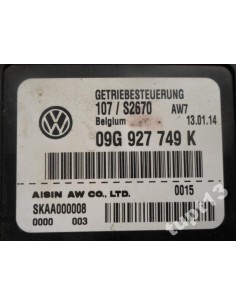 GETRIEBESTEUERUNG
107 / S2670 AW7
Belgium 13.01.14
09G 927 749 K
AISIN AW CO., LTD. 0015
SKAA000008
0000 003
tupt13